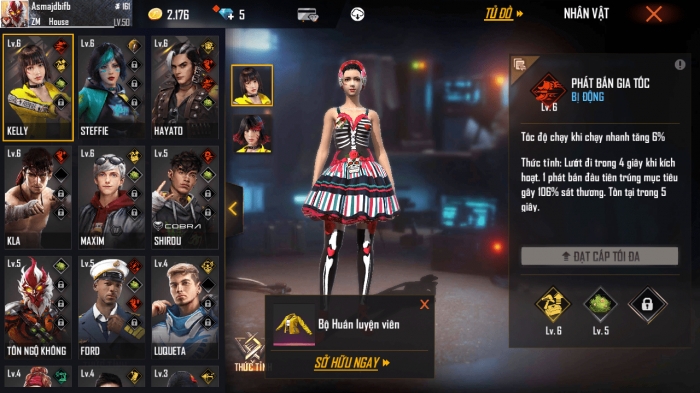 Asmajdbifb
# 161
ZM House
LV.50
2.176
5
TỦ ĐỒ
NHÂN VẬT
Lv.6
KELLY
Lv.6
STEFFIE
Lv.6
HAYATO
Lv.6
KLA
Lv.6
MAXIM
Lv.5
COBRA
SHIROU
Lv.5
TÔN NGỘ KHÔNG
Lv.5
FORD
Lv.4
LUQUETA
Lv.4
Lv.4
Lv.3
Bộ Huấn luyện viên
SỞ HỮU NGAY
THỨC TỈNH
Lv. 6
PHÁT BẮN GIA TỐC
BỊ ĐỘNG
Tốc độ chạy khi chạy nhanh tăng 6%
Thức tỉnh: Lướt đi trong 4 giây khi kích
hoạt. 1 phát bắn đầu tiên trúng mục tiêu
gây 106% sát thương. Tồn tại trong 5
giây.
ĐẠT CẤP TỐI ĐA
Lv. 6
Lv. 5